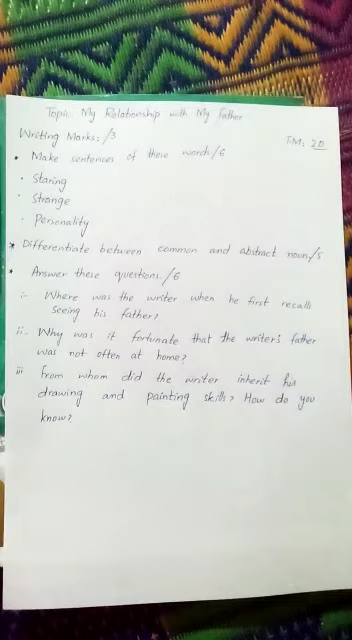 Topic: My Relationship with My Father
Writing Marks: /3
TM: 20
• Make sentences of these words/6
· Staring
· Strange
· Personality
* Differentiate between common and abstract noun/5
* Answer these questions./6
i:- Where was the writer when he first recalls
seeing his father?
ii:- Why was it fortunate that the writer's father
was not often at home?
iii From whom did the writer inherit his
drawing and painting skills? How do you
know?